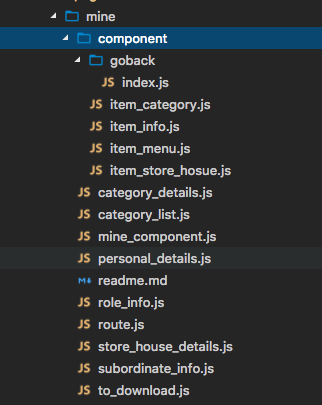 mine
component
goback
JS index.js
JS item_category.js
JS item_info.js
JS item_menu.js
JS item_store_hosue.js
JS category_details.js
JS category_list.js
JS mine_component.js
JS personal_details.js
M readme.md
JS role_info.js
JS route.js
JS store_house_details.js
JS subordinate_info.js
JS to_download.js